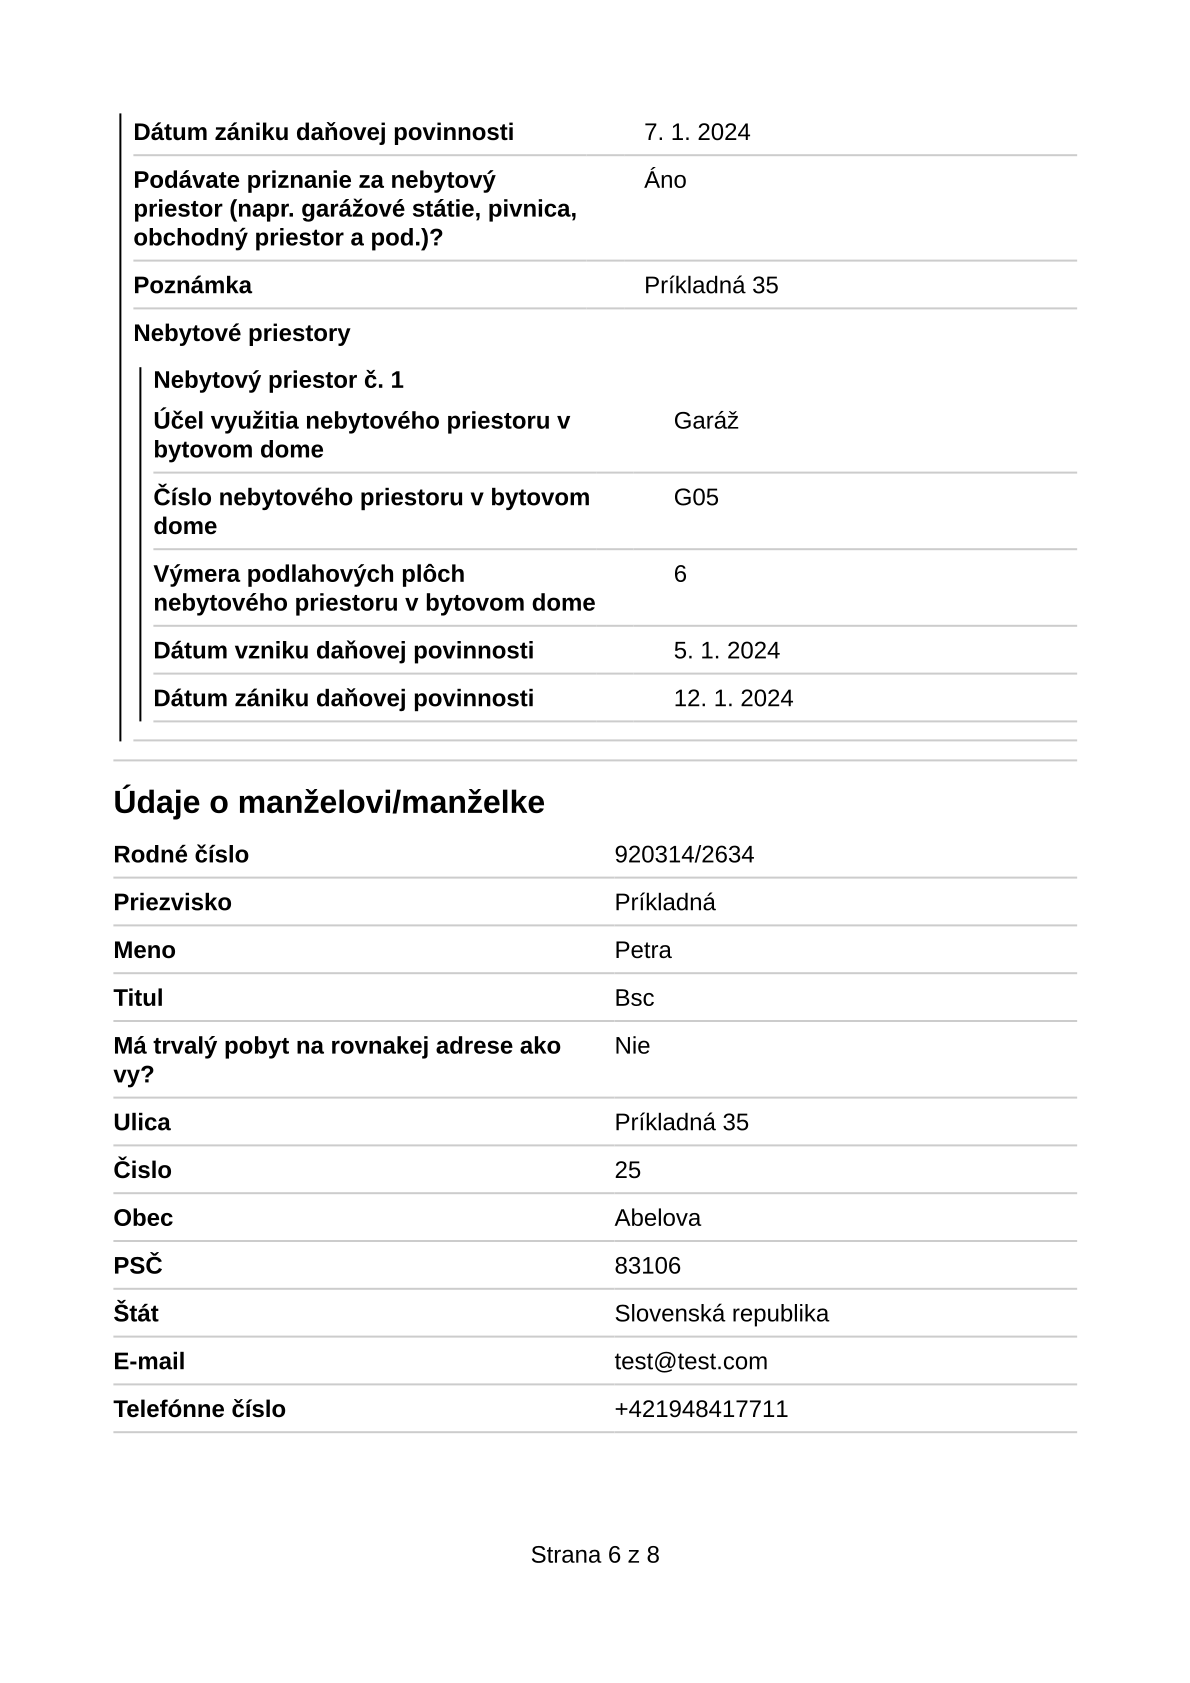 Dátum zániku daňovej povinnosti 7. 1. 2024
Podávate priznanie za nebytový Áno
priestor (napr. garážové státie, pivnica,
obchodný priestor a pod.)?
Poznámka Príkladná 35
Nebytové priestory
Nebytový priestor č. 1
Účel využitia nebytového priestoru v Garáž
bytovom dome
Číslo nebytového priestoru v bytovom G05
dome
Výmera podlahových plôch 6
nebytového priestoru v bytovom dome
Dátum vzniku daňovej povinnosti 5. 1. 2024
Dátum zániku daňovej povinnosti 12. 1. 2024
Údaje o manželovi/manželke
Rodné číslo 920314/2634
Priezvisko Príkladná
Meno Petra
Titul Bsc
Má trvalý pobyt na rovnakej adrese ako Nie
vy?
Ulica Príkladná 35
Čislo 25
Obec Abelova
PSČ 83106
Štát Slovenská republika
E-mail test@test.com
Telefónne číslo +421948417711
Strana 6 z 8